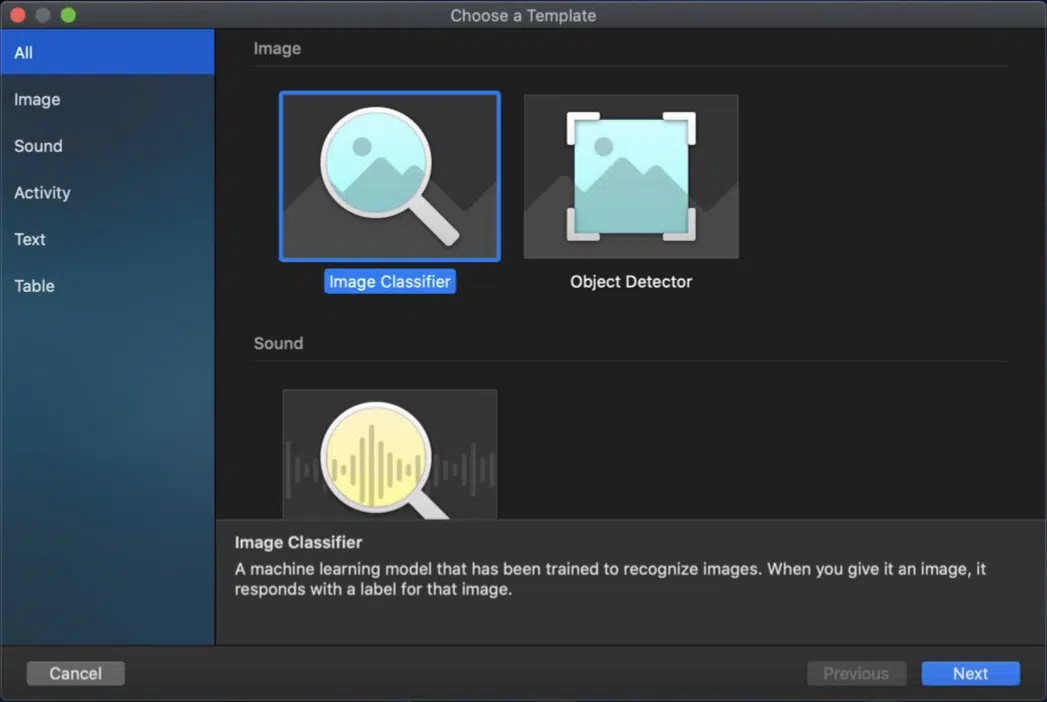 Choose a Template
All
Image
Sound
Activity
Text
Table
Image
Image Classifier
Object Detector
Sound
Image Classifier
A machine learning model that has been trained to recognize images. When you give it an image, it
responds with a label for that image.
Cancel
Previous
Next